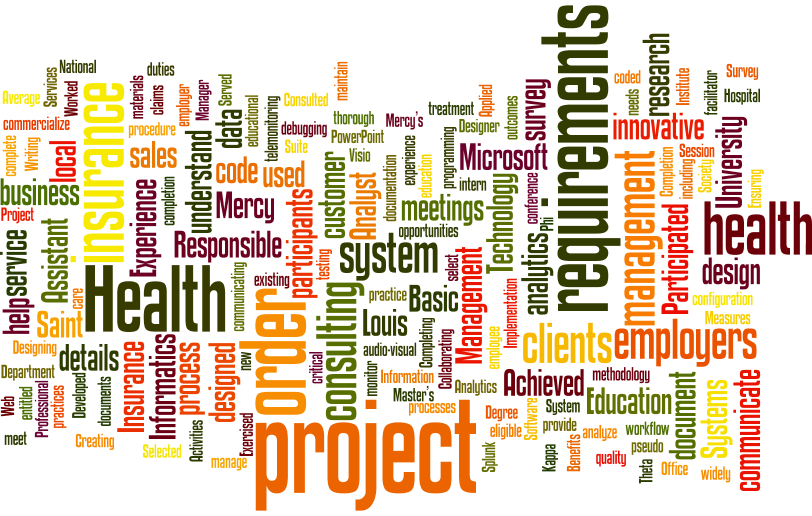 National
Services
Average
Worked
commercialize
complete
Writing
local
insurance
business
Project
materials
duties
claims
procedure
sales
employer
Manager
Served
data
educational
telemonitoring
Consulted
debugging
Suite
maintain
thorough
PowerPoint
Visio
Mercy's
treatment
Applied
Designer
outcomes
survey
requirements
coded
needs
research
Institute
facilitator
Survey
Hospital
innovative
University
Completion
Session
including
Society
Ensuring
understand
code
used
customer
Analyst
documentation
experience
education
programming
Microsoft
intern
conference
Phi
Technology
analytics
management
Participated
health
design
configuration
Measures
Experience
completion
Mercy
Responsible
participants
meetings
opportunities
system
testing
existing
communicating
help
service
Assistant
Saint
care
Health
order
consulting
practice
Basic
select
Louis
audio-visual
Completing
Collaborating
Management
Implementation
employee
clients
employers
Designing
details
Department
Web
entitled
Professional
practices
Developed
documents
Insurance
Informatics
process
designed
new
critical
monitor
Information
Master's
processes
Analytics
Achieved
methodology
Degree
eligible
Software
System
provide
Education
document
Systems
communicate
meet
Creating
Selected
Activities
manage
Exercised
project
Splunk
Kappa
Benefits
analyze
quality
workflow
pseudo
Theta
Office
widely